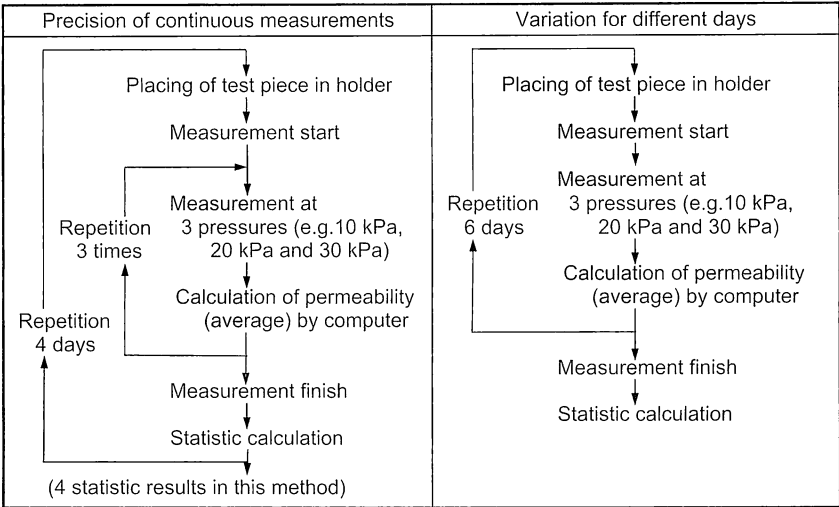 Precision of continuous measurements
Placing of test piece in holder
Measurement start
Measurement at
3 pressures (e.g.10 kPa,
20 kPa and 30 kPa)
Repetition
3 times
Calculation of permeability
(average) by computer
Repetition
4 days
Measurement finish
Statistic calculation
(4 statistic results in this method)
Variation for different days
Placing of test piece in holder
Measurement start
Measurement at
3 pressures (e.g.10 kPa,
20 kPa and 30 kPa)
Repetition
6 days
Calculation of permeability
(average) by computer
Measurement finish
Statistic calculation